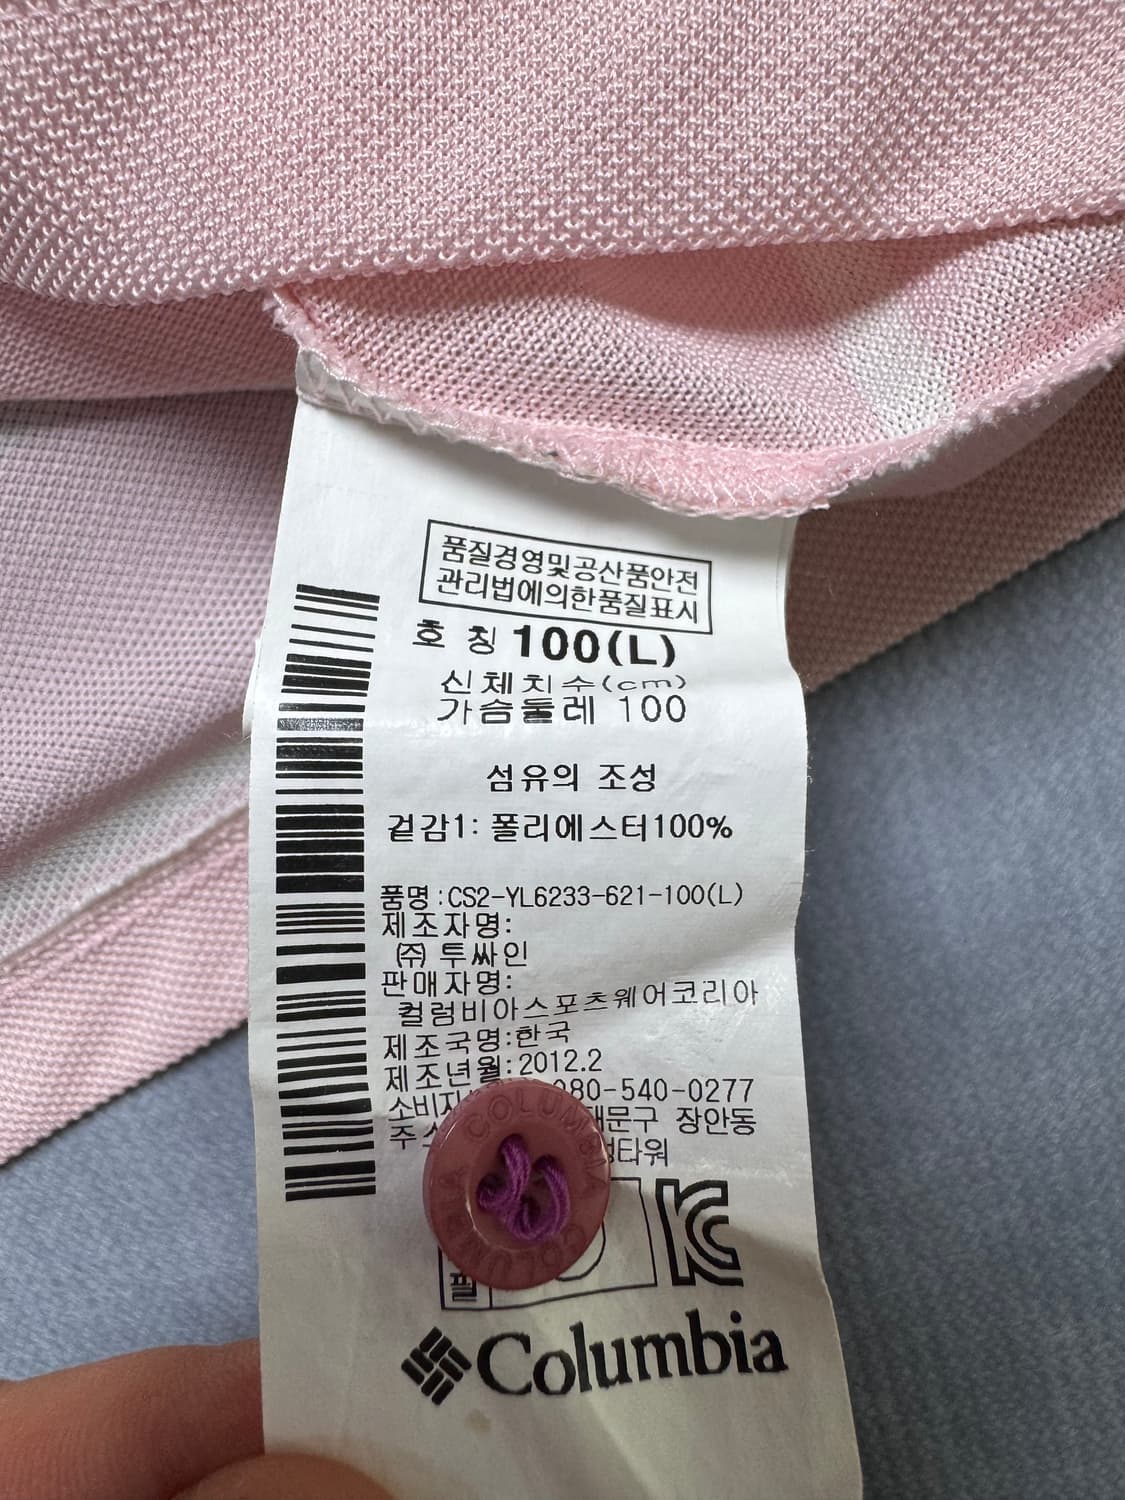 품질경영및공산품안전
관리법에의한품질표시
호 칭 100(L)
신체치수(cm)
가슴둘레 100
섬유의 조성
겉감1: 폴리에스터100%
품명:CS2-YL6233-621-100(L)
제조자명:
㈜ 투싸인
판매자명:
컬럼비아스포츠웨어코리아
제조국명:한국
제조년월:2012.2
080-540-0277
장안동
필
COLUMBIA
COLUMBIA
Columbia